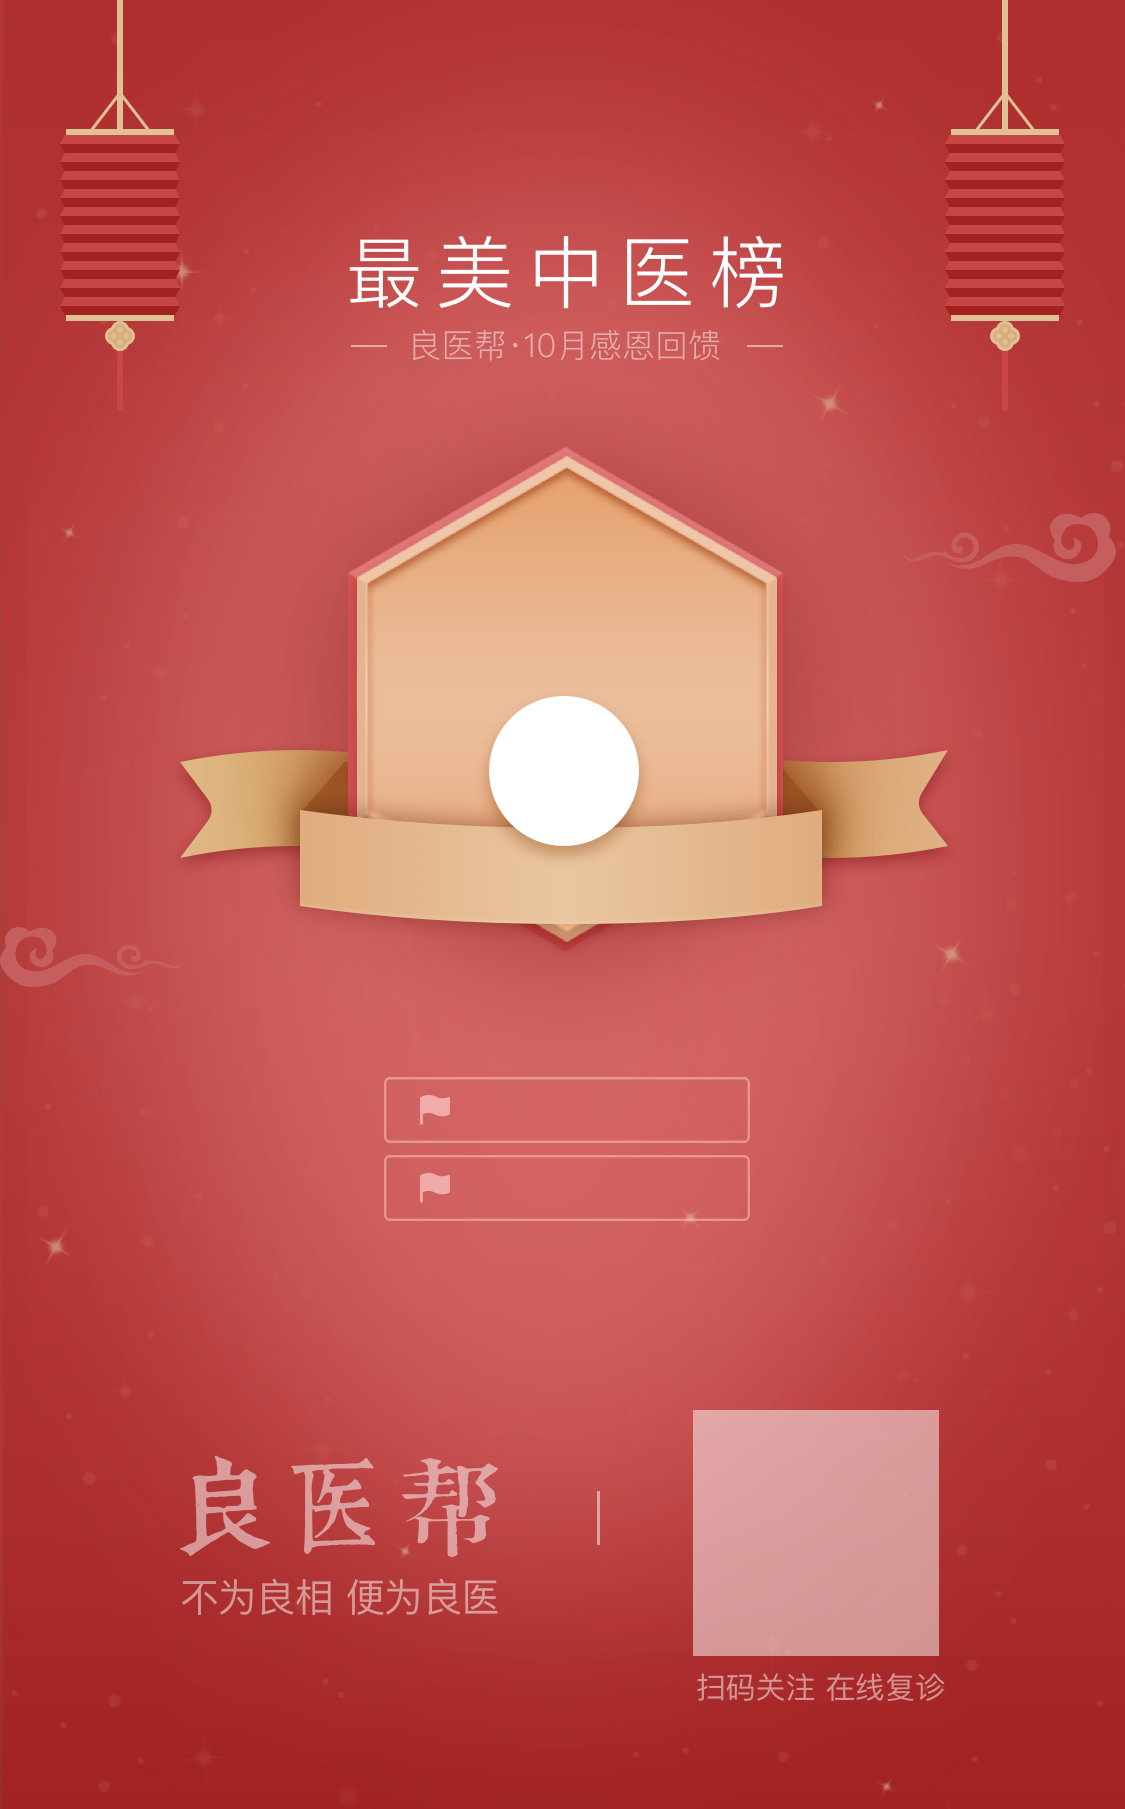 最美中医榜
良医帮·10月感恩回馈
良医帮
不为良相 便为良医
扫码关注 在线复诊